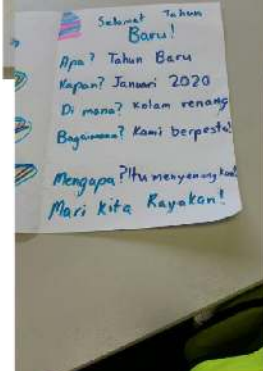 Selamat Tahun
Baru!
Apa? Tahun Baru
Kapan? Januari 2020
Di mana? Kolam renang
Bagaimana? Kami berpesta!
Mengapa? Itu menyenangkan!
Mari Kita Rayakan!